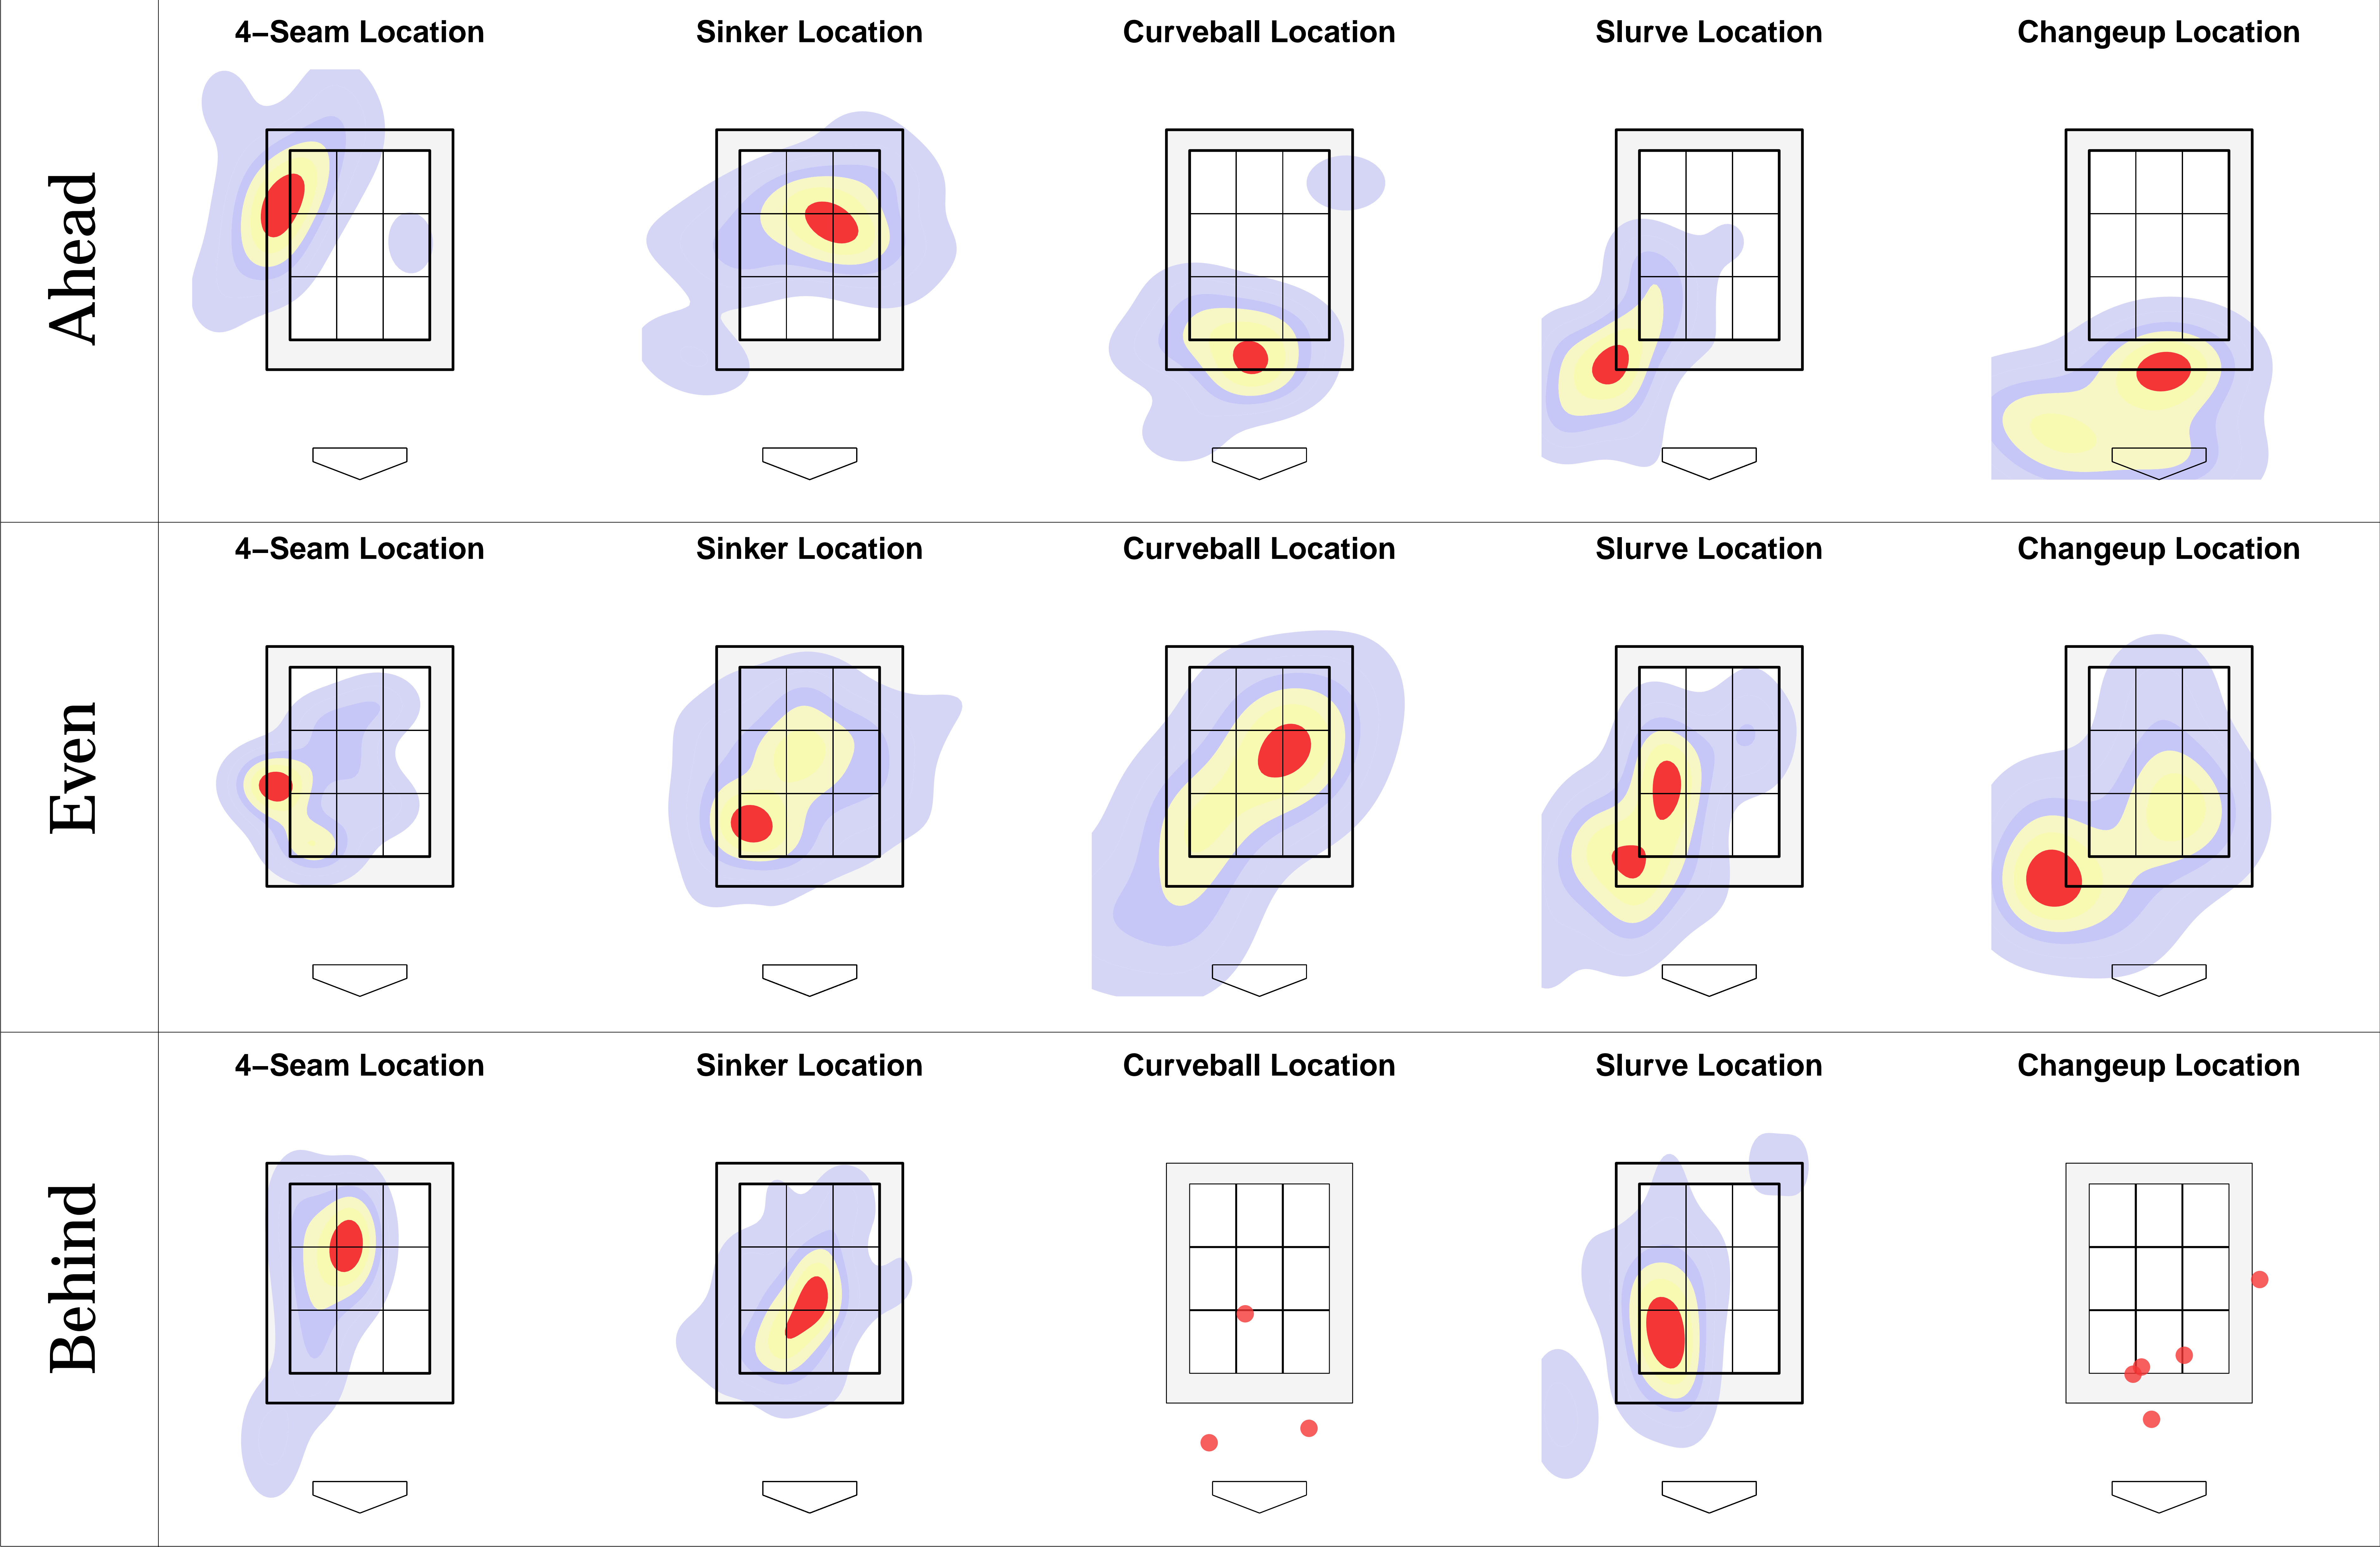 4−Seam Location
Sinker Location
Curveball Location
Slurve Location
Changeup Location
Ahead
4−Seam Location
Sinker Location
Curveball Location
Slurve Location
Changeup Location
Even
4−Seam Location
Sinker Location
Curveball Location
Slurve Location
Changeup Location
Behind